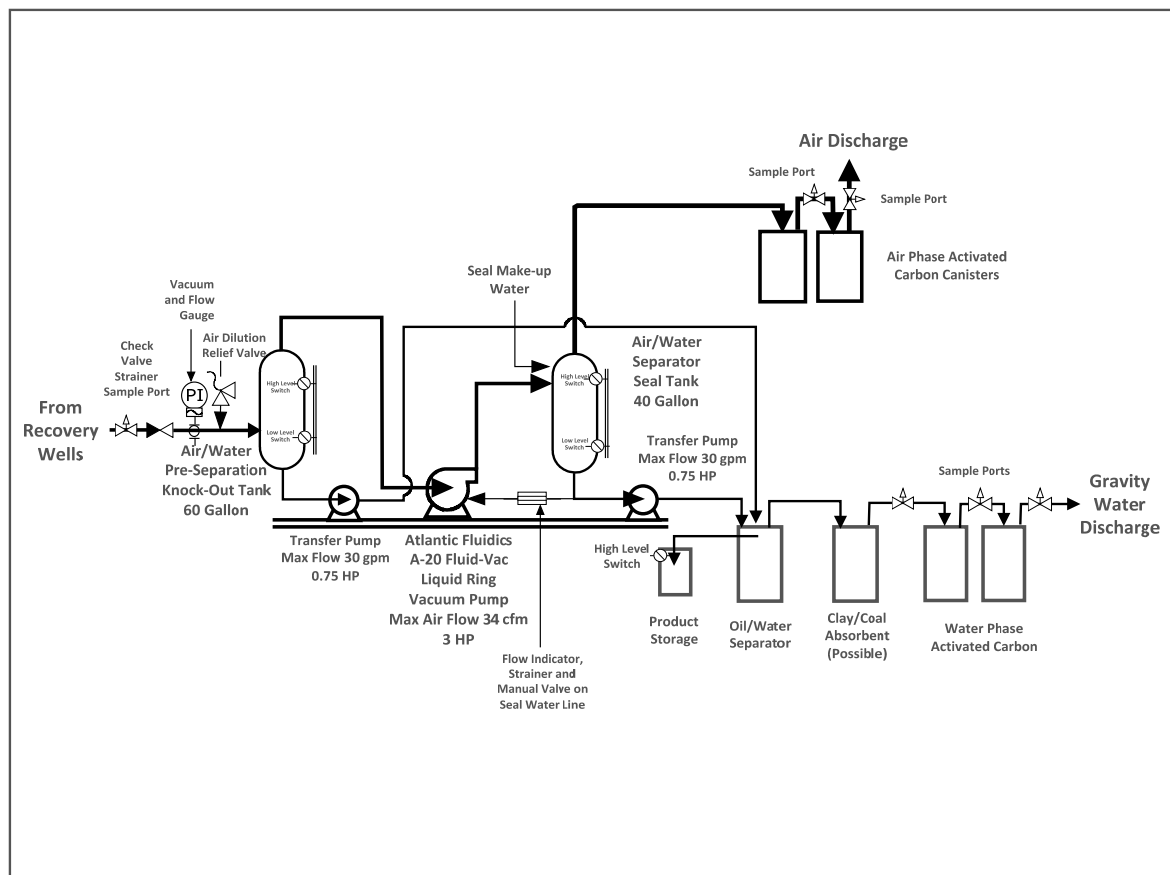 Air Discharge
Sample Port
Sample Port
Air Phase Activated
Carbon Canisters
Seal Make-up
Water
Vacuum
and Flow
Gauge
Air Dilution
Relief Valve
Check
Valve
Strainer
Sample Port
PI
High Level
Switch
Low Level
Switch
From
Recovery
Wells
Air/Water
Pre-Separation
Knock-Out Tank
60 Gallon
High Level
Switch
Low Level
Switch
Air/Water
Separator
Seal Tank
40 Gallon
Transfer Pump
Max Flow 30 gpm
0.75 HP
Sample Ports
Gravity
Water
Discharge
Transfer Pump
Max Flow 30 gpm
0.75 HP
Atlantic Fluidics
A-20 Fluid-Vac
Liquid Ring
Vacuum Pump
Max Air Flow 34 cfm
3 HP
High Level
Switch
Product
Storage
Oil/Water
Separator
Clay/Coal
Absorbent
(Possible)
Water Phase
Activated Carbon
Flow Indicator,
Strainer and
Manual Valve on
Seal Water Line